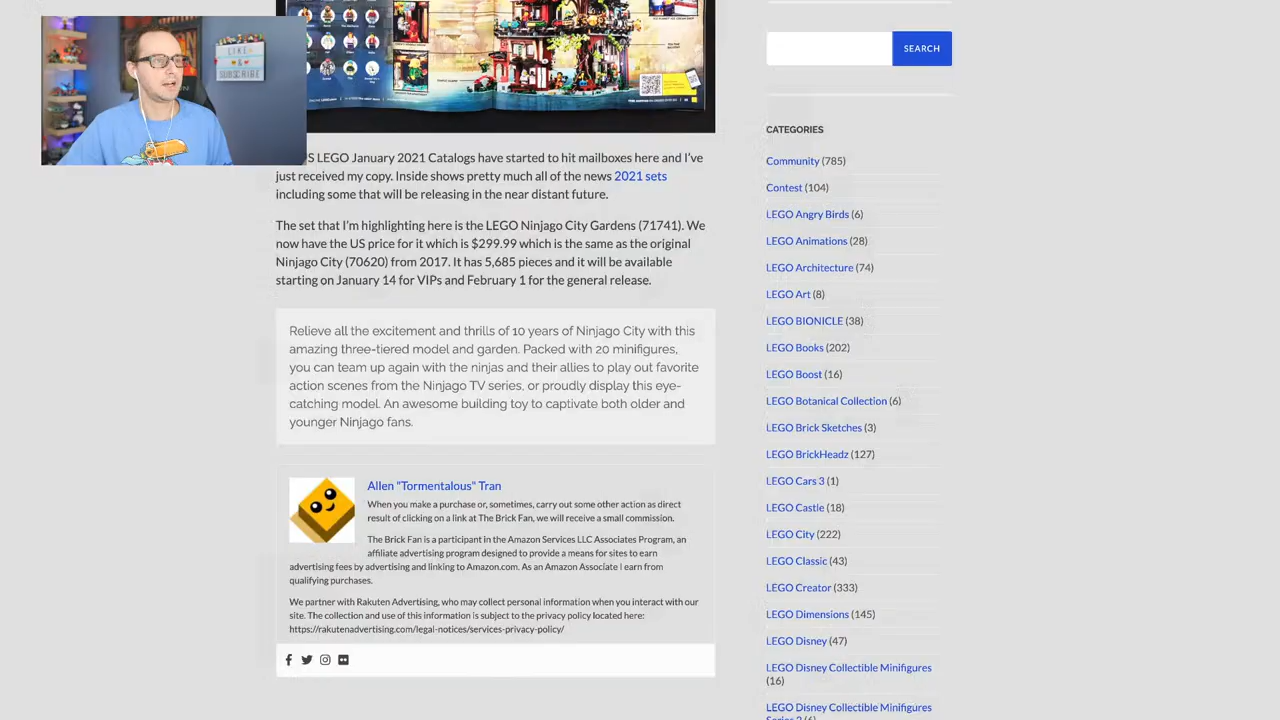 LIKE
SUBSCRIBE
SEARCH
CATEGORIES
Community (785)
Contest (104)
LEGO Angry Birds (6)
LEGO Animations (28)
LEGO Architecture (74)
LEGO Art (8)
LEGO BIONICLE (38)
LEGO Books (202)
LEGO Boost (16)
LEGO Botanical Collection (6)
LEGO Brick Sketches (3)
LEGO BrickHeadz (127)
LEGO Cars 3 (1)
LEGO Castle (18)
LEGO City (222)
LEGO Classic (43)
LEGO Creator (333)
LEGO Dimensions (145)
LEGO Disney (47)
LEGO Disney Collectible Minifigures
(16)
LEGO Disney Collectible Minifigures
S LEGO January 2021 Catalogs have started to hit mailboxes here and I've
just received my copy. Inside shows pretty much all of the news 2021 sets
including some that will be releasing in the near distant future.
The set that I'm highlighting here is the LEGO Ninjago City Gardens (71741). We
now have the US price for it which is $299.99 which is the same as the original
Ninjago City (70620) from 2017. It has 5,685 pieces and it will be available
starting on January 14 for VIPs and February 1 for the general release.
Relieve all the excitement and thrills of 10 years of Ninjago City with this
amazing three-tiered model and garden. Packed with 20 minifigures,
you can team up again with the ninjas and their allies to play out favorite
action scenes from the Ninjago TV series, or proudly display this eye-
catching model. An awesome building toy to captivate both older and
younger Ninjago fans.
Allen "Tormentalous" Tran
When you make a purchase or, sometimes, carry out some other action as direct
result of clicking on a link at The Brick Fan, we will receive a small commission.
The Brick Fan is a participant in the Amazon Services LLC Associates Program, an
affiliate advertising program designed to provide a means for sites to earn
advertising fees by advertising and linking to Amazon.com. As an Amazon Associate I earn from
qualifying purchases.
We partner with Rakuten Advertising, who may collect personal information when you interact with our
site. The collection and use of this information is subject to the privacy policy located here:
https://rakutenadvertising.com/legal-notices/services-privacy-policy/